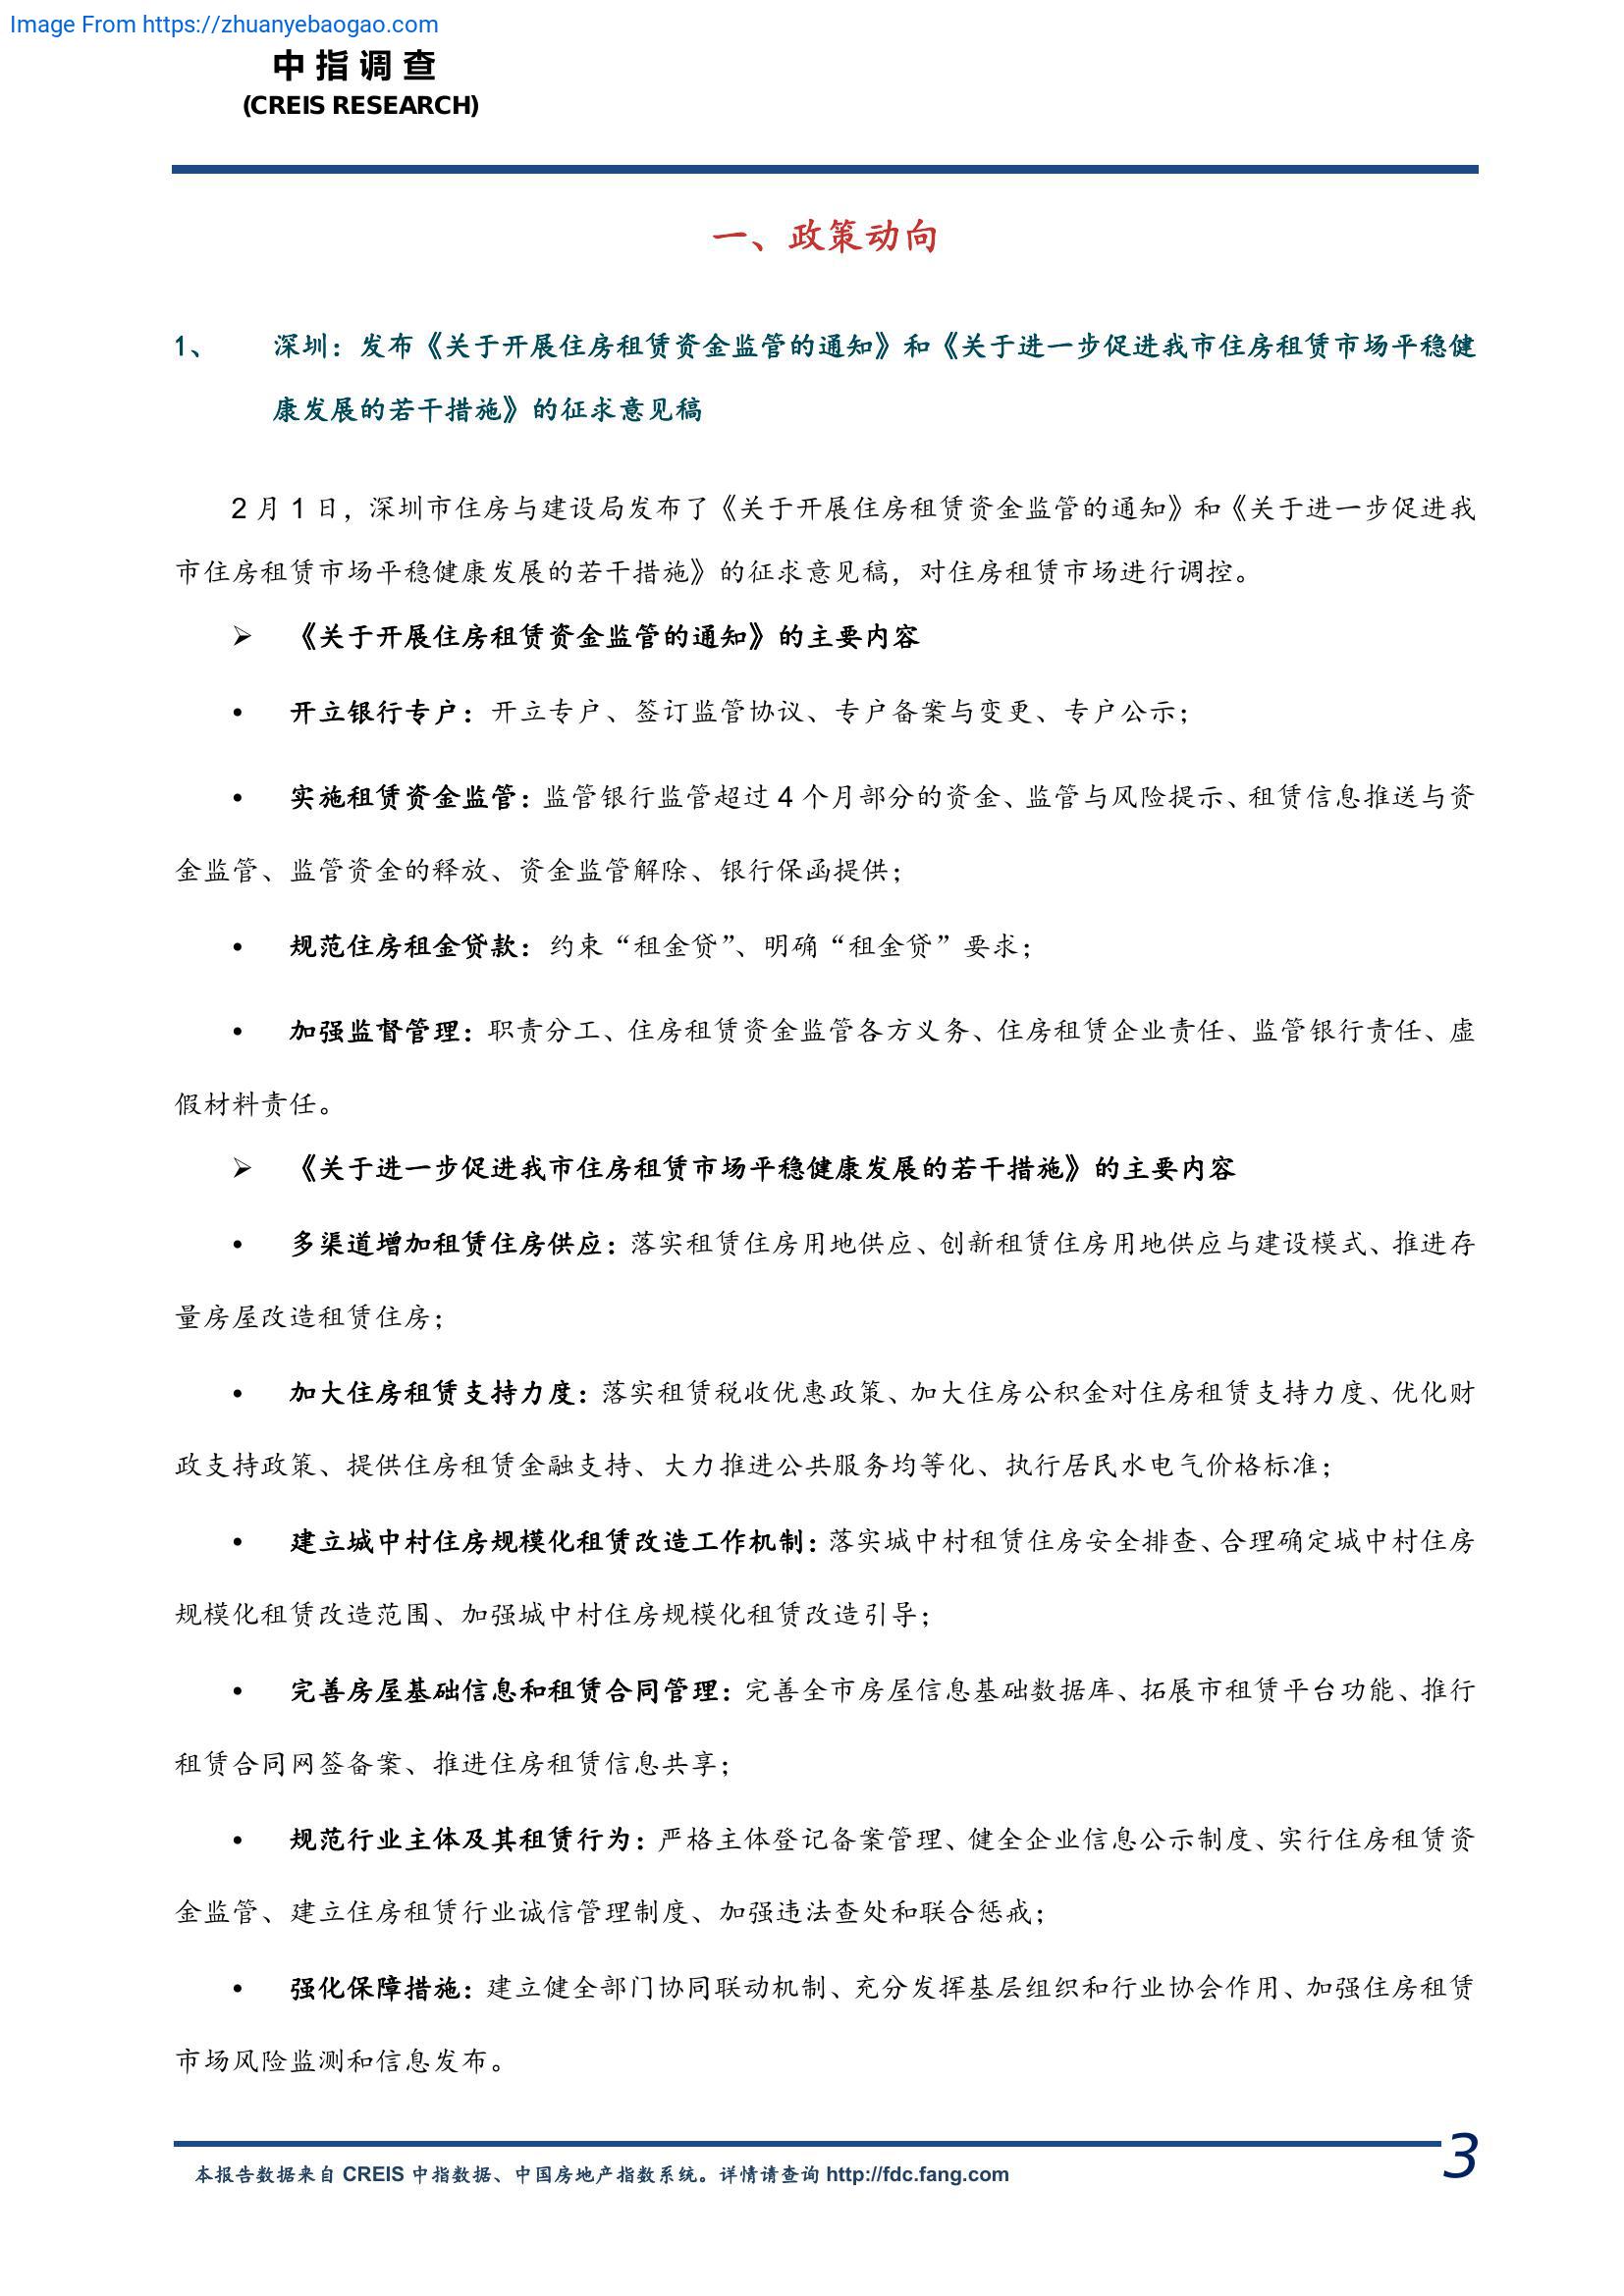 Image From https://zhuanyebaogao.com
中指调查
(CREIS RESEARCH)
一、政策动向
1、 深圳：发布《关于开展住房租赁资金监管的通知》和《关于进一步促进我市住房租赁市场平稳健
康发展的若干措施》的征求意见稿
2 月 1 日，深圳市住房与建设局发布了《关于开展住房租赁资金监管的通知》和《关于进一步促进我
市住房租赁市场平稳健康发展的若干措施》的征求意见稿，对住房租赁市场进行调控。
➢ 《关于开展住房租赁资金监管的通知》的主要内容
• 开立银行专户：开立专户、签订监管协议、专户备案与变更、专户公示；
• 实施租赁资金监管：监管银行监管超过 4 个月部分的资金、监管与风险提示、租赁信息推送与资
金监管、监管资金的释放、资金监管解除、银行保函提供；
• 规范住房租金贷款：约束“租金贷”、明确“租金贷”要求；
• 加强监督管理：职责分工、住房租赁资金监管各方义务、住房租赁企业责任、监管银行责任、虚
假材料责任。
➢ 《关于进一步促进我市住房租赁市场平稳健康发展的若干措施》的主要内容
• 多渠道增加租赁住房供应：落实租赁住房用地供应、创新租赁住房用地供应与建设模式、推进存
量房屋改造租赁住房；
• 加大住房租赁支持力度：落实租赁税收优惠政策、加大住房公积金对住房租赁支持力度、优化财
政支持政策、提供住房租赁金融支持、大力推进公共服务均等化、执行居民水电气价格标准；
• 建立城中村住房规模化租赁改造工作机制：落实城中村租赁住房安全排查、合理确定城中村住房
规模化租赁改造范围、加强城中村住房规模化租赁改造引导；
• 完善房屋基础信息和租赁合同管理：完善全市房屋信息基础数据库、拓展市租赁平台功能、推行
租赁合同网签备案、推进住房租赁信息共享；
• 规范行业主体及其租赁行为：严格主体登记备案管理、健全企业信息公示制度、实行住房租赁资
金监管、建立住房租赁行业诚信管理制度、加强违法查处和联合惩戒；
• 强化保障措施：建立健全部门协同联动机制、充分发挥基层组织和行业协会作用、加强住房租赁
市场风险监测和信息发布。
本报告数据来自 CREIS 中指数据、中国房地产指数系统。详情请查询 http://fdc.fang.com
3